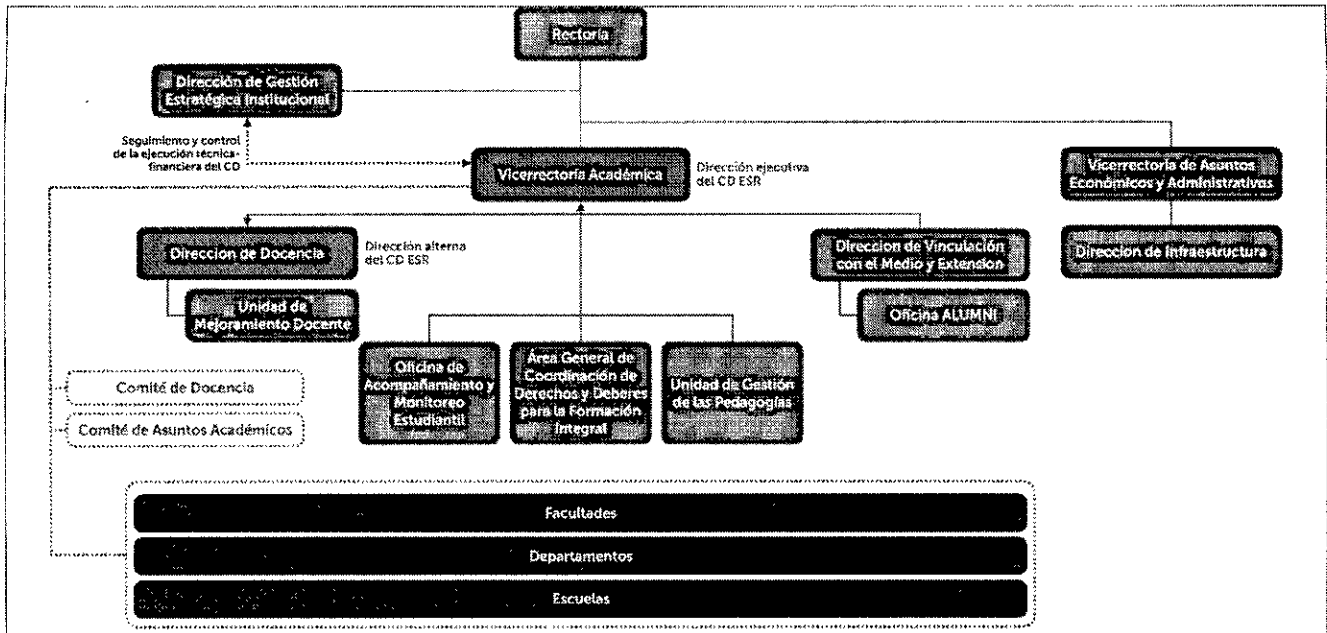 Rectoría
Dirección de Gestión
Estratégica Institucional
Seguimiento y control
de la ejecución técnica-
financiera del CD
Vicerrectoría Académica
Dirección ejecutiva
del CD ESR
Vicerrectoría de Asuntos
Económicos y Administrativos
Direccion de Docencia
Dirección alterna
del CD ESR
Direccion de Vinculación
con el Medio y Extension
Direccion de Infraestructura
Unidad de
Mejoramiento Docente
Oficina ALUMNI
Oficina de
Acompañamiento y
Monitoreo
Estudiantil
Área General de
Coordinación de
Derechos y Deberes
para la Formación
Integral
Unidad de Gestión
de las Pedagogías
Comité de Docencia
Comité de Asuntos Académicos
Facultades
Departamentos
Escuelas